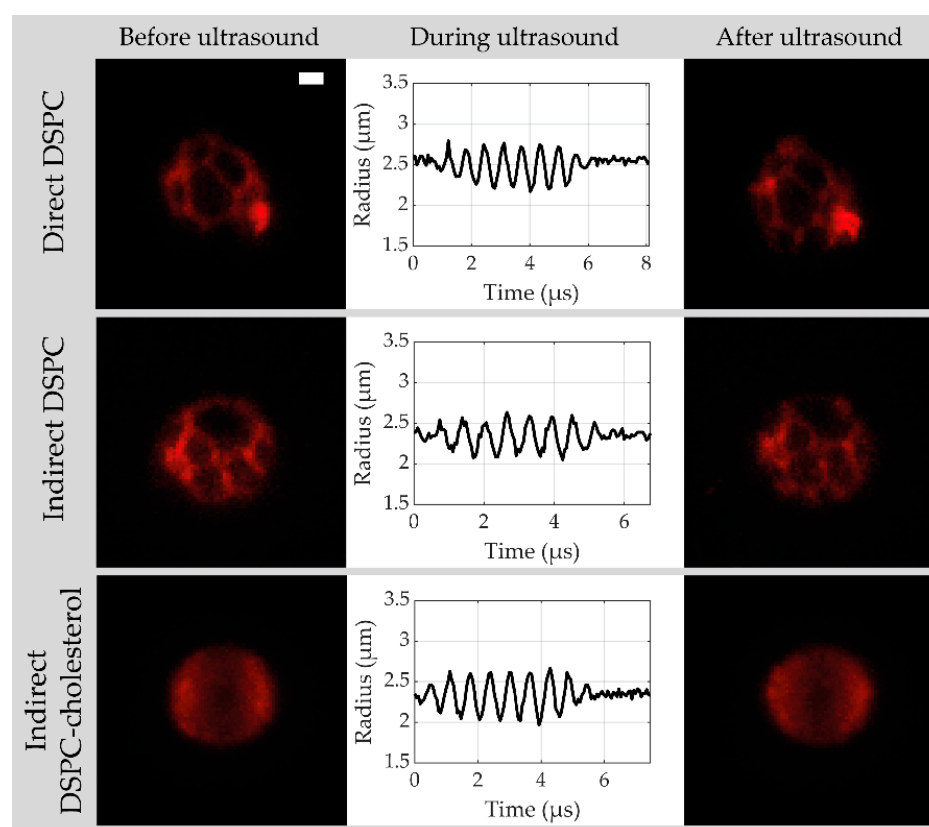 Before ultrasound
During ultrasound
After ultrasound
Direct DSPC
3.5
3
2.5
2
1.5
Radius (µm)
0 2 4 6 8
Time (µs)
Indirect DSPC
3.5
3
2.5
2
1.5
Radius (µm)
0 2 4 6
Time (µs)
Indirect
DSPC-cholesterol
3.5
3
2.5
2
1.5
Radius (µm)
0 2 4 6
Time (µs)